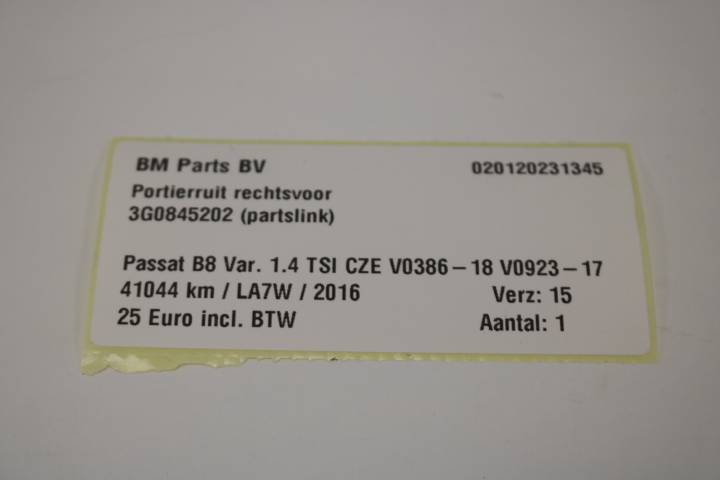 BM Parts BV 020120231345
Portierruit rechtsvoor
3G0845202 (partslink)
Passat B8 Var. 1.4 TSI CZE V0386-18 V0923-17
41044 km / LA7W / 2016 Verz: 15
25 Euro incl. BTW Aantal: 1